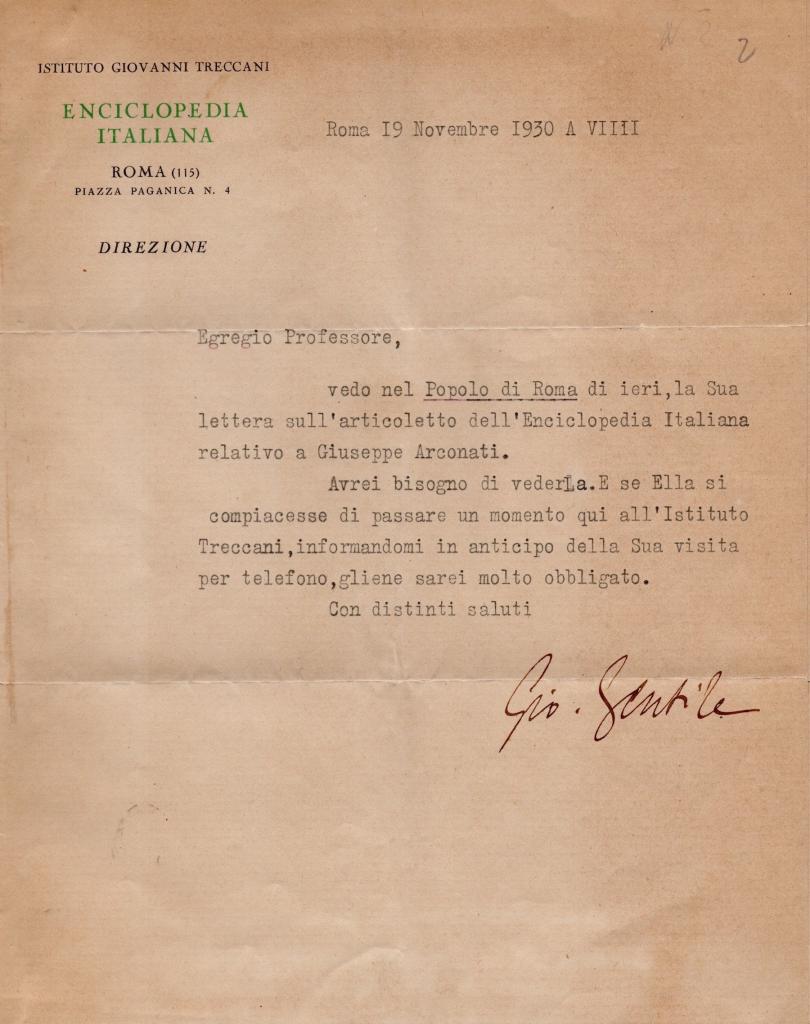 2
ISTITUTO GIOVANNI TRECCANI
ENCICLOPEDIA
ITALIANA
Roma 19 Novembre 1930 A VIIII
ROMA (115)
PIAZZA PAGANICA N. 4
DIREZIONE
Egregio Professore,
vedo nel Popolo di Roma di ieri,la Sua
lettera sull'articoletto dell'Enciclopedia Italiana
relativo a Giuseppe Arconati.
Avrei bisogno di vederLa.E se Ella si
compiacesse di passare un momento qui all'Istituto
Treccani,informandomi in anticipo della Sua visita
per telefono,gliene sarei molto obbligato.
Con distinti saluti
Gio. Gentile